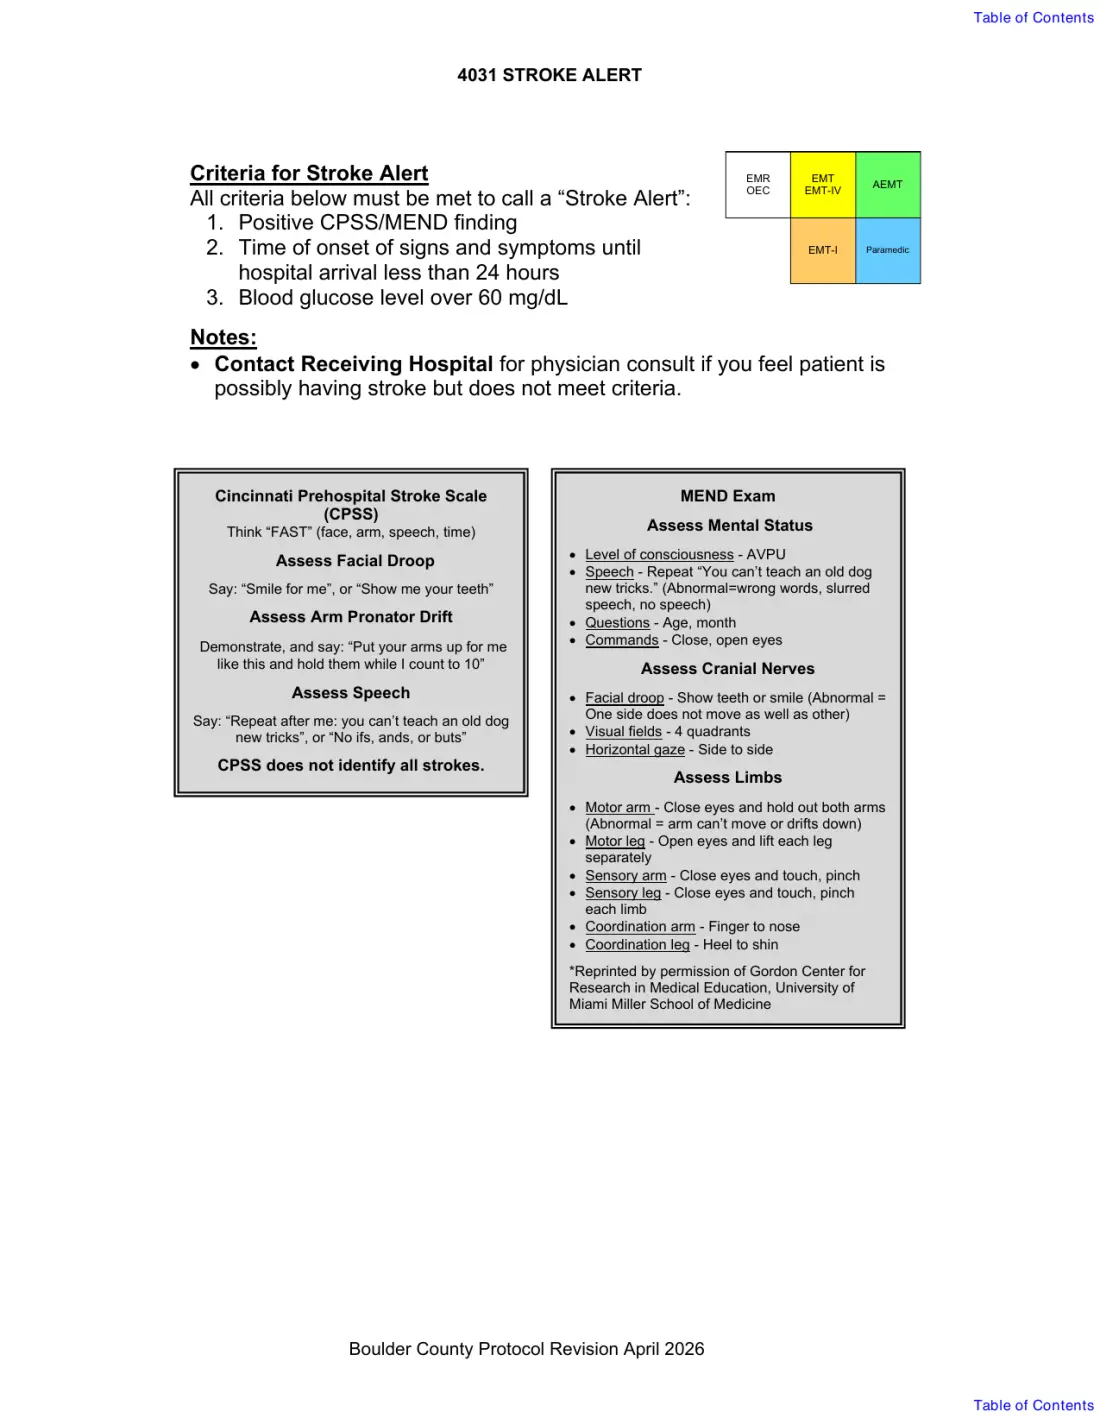 Table of Contents
4031 STROKE ALERT
Criteria for Stroke Alert
All criteria below must be met to call a “Stroke Alert”:
1. Positive CPSS/MEND finding
2. Time of onset of signs and symptoms until
hospital arrival less than 24 hours
3. Blood glucose level over 60 mg/dL
EMR
OEC
EMT
EMT-IV
AEMT
EMT-I
Paramedic
Notes:
• Contact Receiving Hospital for physician consult if you feel patient is
possibly having stroke but does not meet criteria.
Cincinnati Prehospital Stroke Scale
(CPSS)
Think “FAST” (face, arm, speech, time)
Assess Facial Droop
Say: “Smile for me”, or “Show me your teeth”
Assess Arm Pronator Drift
Demonstrate, and say: “Put your arms up for me
like this and hold them while I count to 10”
Assess Speech
Say: “Repeat after me: you can’t teach an old dog
new tricks”, or “No ifs, ands, or buts”
CPSS does not identify all strokes.
MEND Exam
Assess Mental Status
• Level of consciousness - AVPU
• Speech - Repeat “You can’t teach an old dog
new tricks.” (Abnormal=wrong words, slurred
speech, no speech)
• Questions - Age, month
• Commands - Close, open eyes
Assess Cranial Nerves
• Facial droop - Show teeth or smile (Abnormal =
One side does not move as well as other)
• Visual fields - 4 quadrants
• Horizontal gaze - Side to side
Assess Limbs
• Motor arm - Close eyes and hold out both arms
(Abnormal = arm can’t move or drifts down)
• Motor leg - Open eyes and lift each leg
separately
• Sensory arm - Close eyes and touch, pinch
• Sensory leg - Close eyes and touch, pinch
each limb
• Coordination arm - Finger to nose
• Coordination leg - Heel to shin
*Reprinted by permission of Gordon Center for
Research in Medical Education, University of
Miami Miller School of Medicine
Boulder County Protocol Revision April 2026
Table of Contents